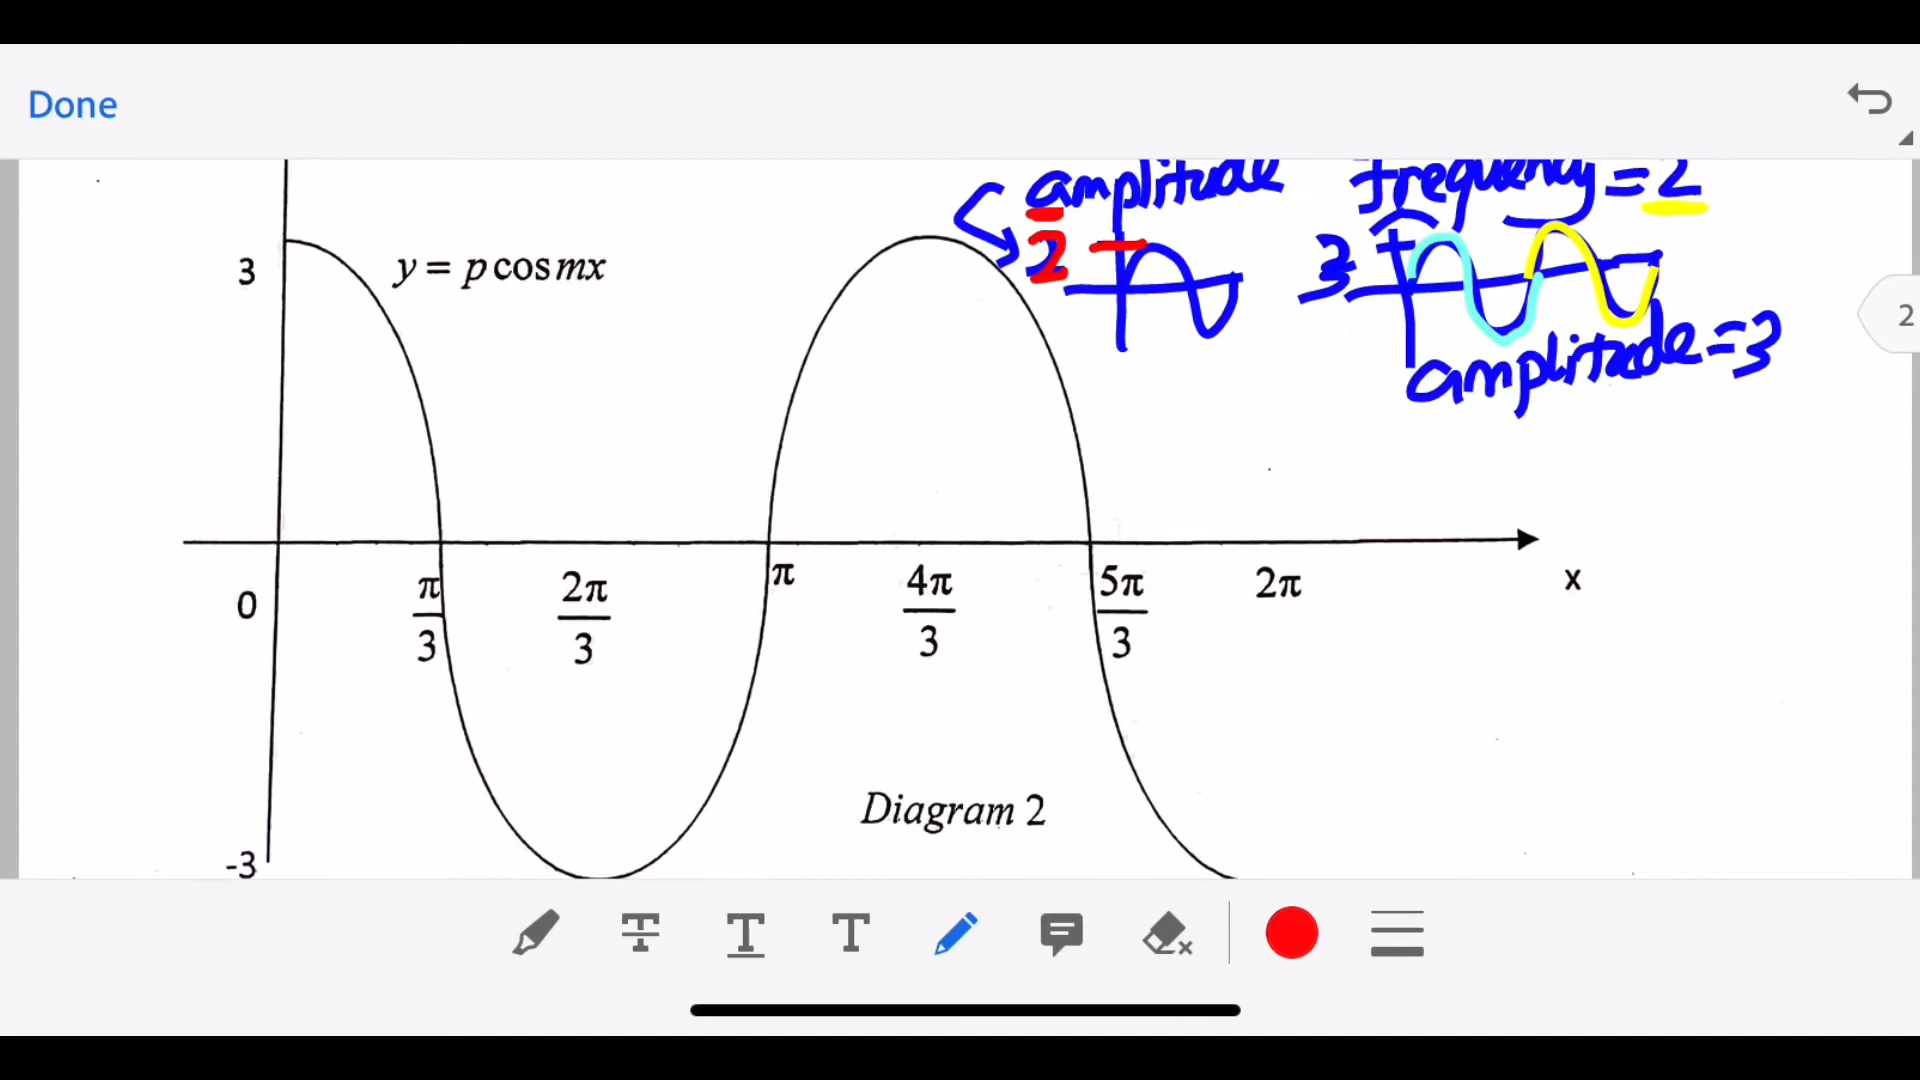 Done
amplitude frequency = 2
3 y = p cos mx 2 3
amplitude = 3
2
0 π/3 2π/3 π 4π/3 5π/3 2π x
Diagram 2
-3
T T T